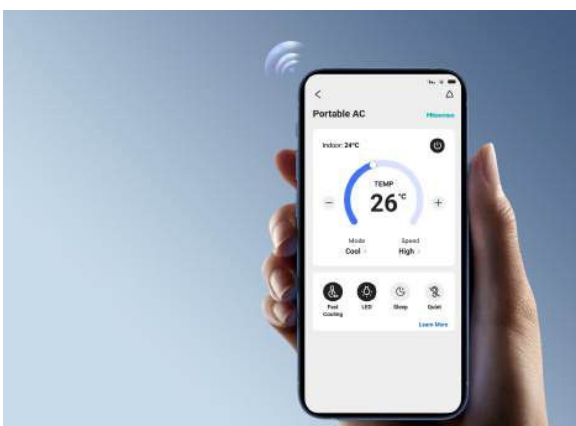 Portable AC
Hisense
Indoor: 24°C
TEMP
26°C
Mode
Speed
Cool
High
Fast
Cooling
LED
Sleep
Quiet
Learn More